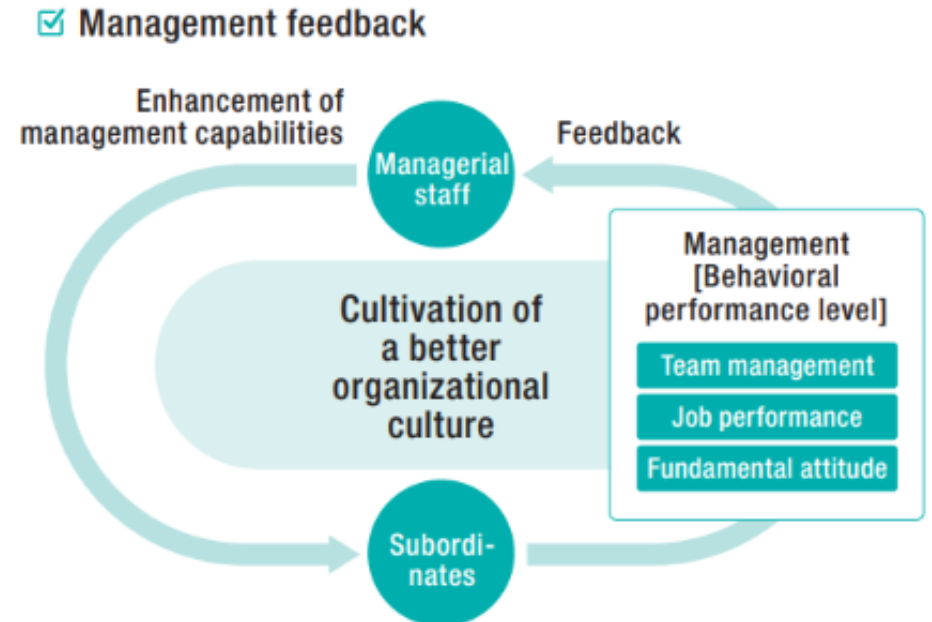 Management feedback
Enhancement of
management capabilities
Managerial
staff
Feedback
Management
[Behavioral
performance level]
Team management
Job performance
Fundamental attitude
Cultivation of
a better
organizational
culture
Subordi-
nates